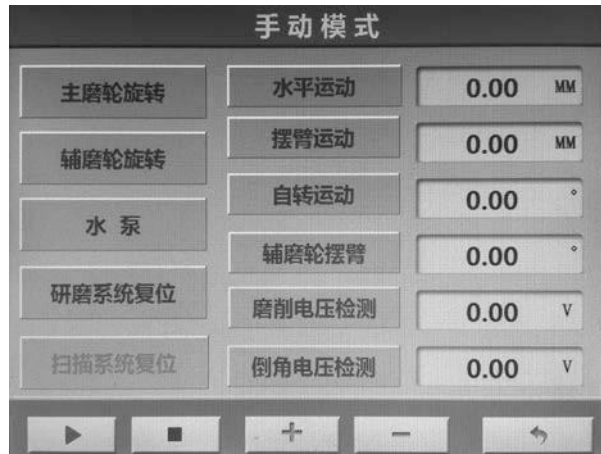 手动模式
主磨轮旋转
辅磨轮旋转
水泵
研磨系统复位
扫描系统复位
水平运动 0.00 MM
摆臂运动 0.00 MM
自转运动 0.00 °
辅磨轮摆臂 0.00 °
磨削电压检测 0.00 V
倒角电压检测 0.00 V